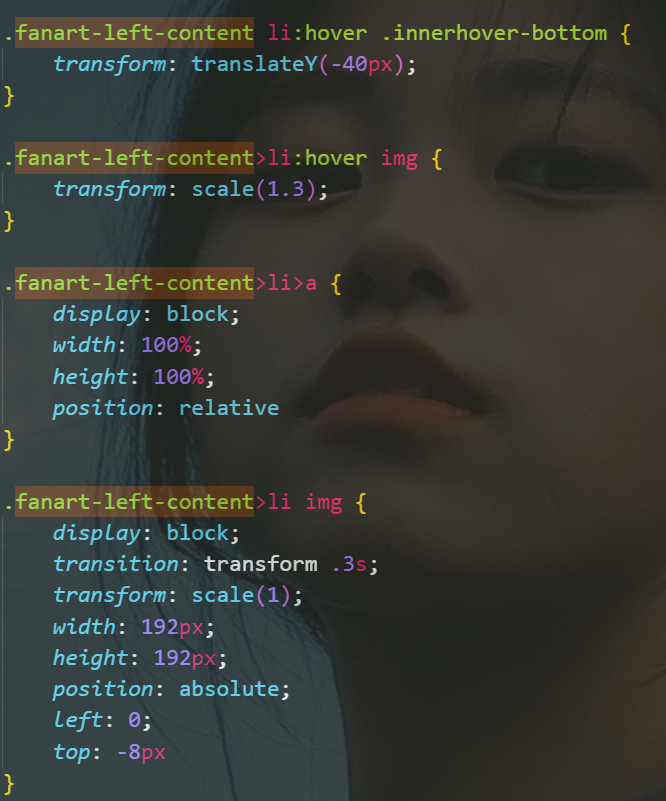 .fanart-left-content li:hover .innerhover-bottom {
    transform: translateY(-40px);
}

.fanart-left-content>li:hover img {
    transform: scale(1.3);
}

.fanart-left-content>li>a {
    display: block;
    width: 100%;
    height: 100%;
    position: relative
}

.fanart-left-content>li img {
    display: block;
    transition: transform .3s;
    transform: scale(1);
    width: 192px;
    height: 192px;
    position: absolute;
    left: 0;
    top: -8px
}